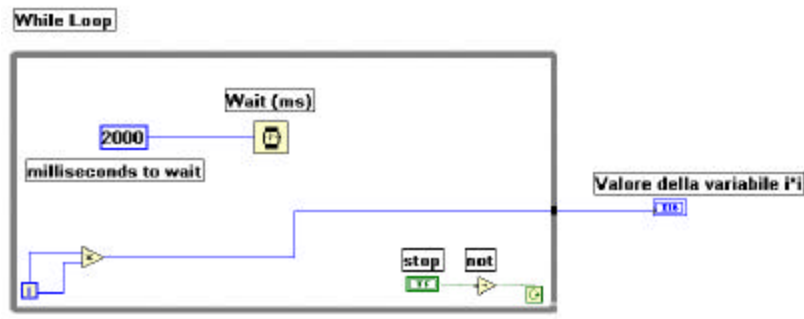 While Loop
Wait (ms)
2000
milliseconds to wait
Valore della variabile i*i
stop
not
i